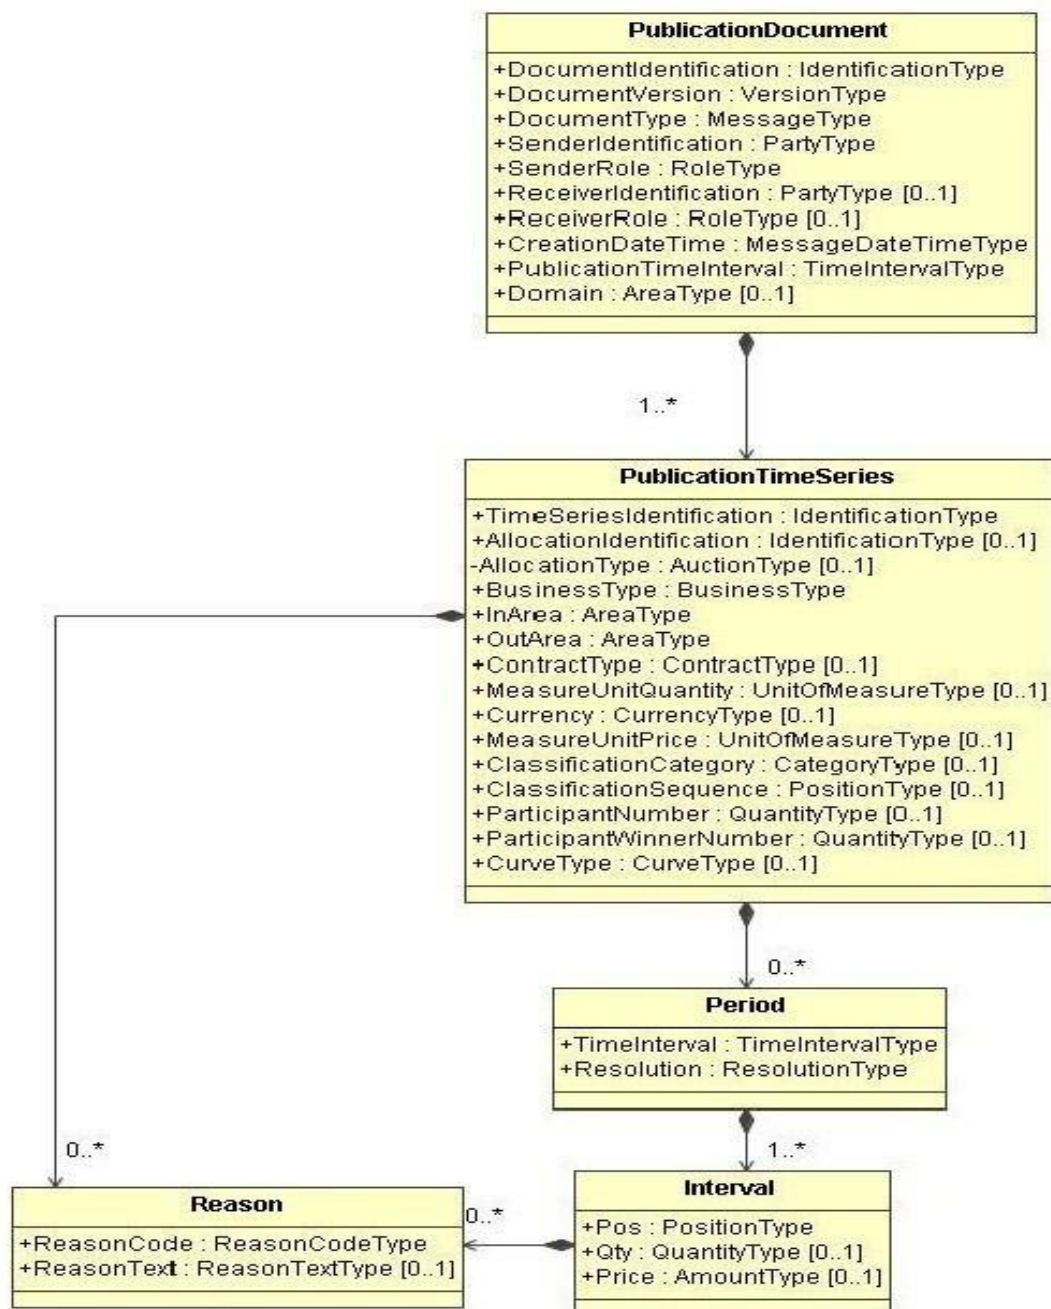 PublicationDocument
+DocumentIdentification : IdentificationType
+DocumentVersion : VersionType
+DocumentType : MessageType
+SenderIdentification : PartyType
+SenderRole : RoleType
+ReceiverIdentification : PartyType [0..1]
+ReceiverRole : RoleType [0..1]
+CreationDateTime : MessageDateTimeType
+PublicationTimeInterval : TimeIntervalType
+Domain : AreaType [0..1]
1..*
PublicationTimeSeries
+TimeSeriesIdentification : IdentificationType
+AllocationIdentification : IdentificationType [0..1]
-AllocationType : AuctionType [0..1]
+BusinessType : BusinessType
+InArea : AreaType
+OutArea : AreaType
+ContractType : ContractType [0..1]
+MeasureUnitQuantity : UnitOfMeasureType [0..1]
+Currency : CurrencyType [0..1]
+MeasureUnitPrice : UnitOfMeasureType [0..1]
+ClassificationCategory : CategoryType [0..1]
+ClassificationSequence : PositionType [0..1]
+ParticipantNumber : QuantityType [0..1]
+ParticipantWinnerNumber : QuantityType [0..1]
+CurveType : CurveType [0..1]
0..*
Period
+TimeInterval : TimeIntervalType
+Resolution : ResolutionType
0..*
1..*
Reason
+ReasonCode : ReasonCodeType
+ReasonText : ReasonTextType [0..1]
0..*
Interval
+Pos : PositionType
+Qty : QuantityType [0..1]
+Price : AmountType [0..1]